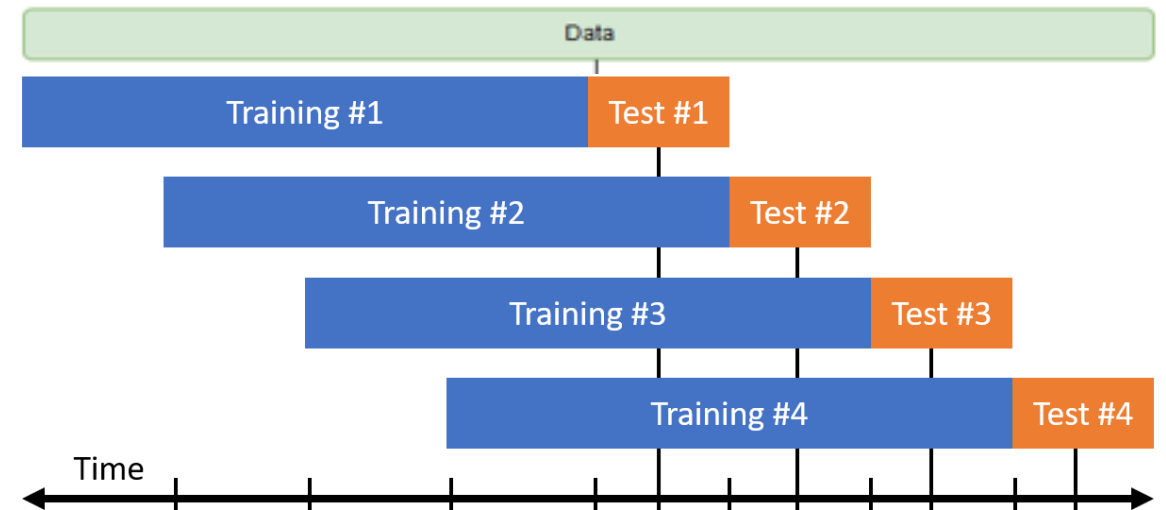 Data
Training #1
Test #1
Training #2
Test #2
Training #3
Test #3
Training #4
Test #4
Time